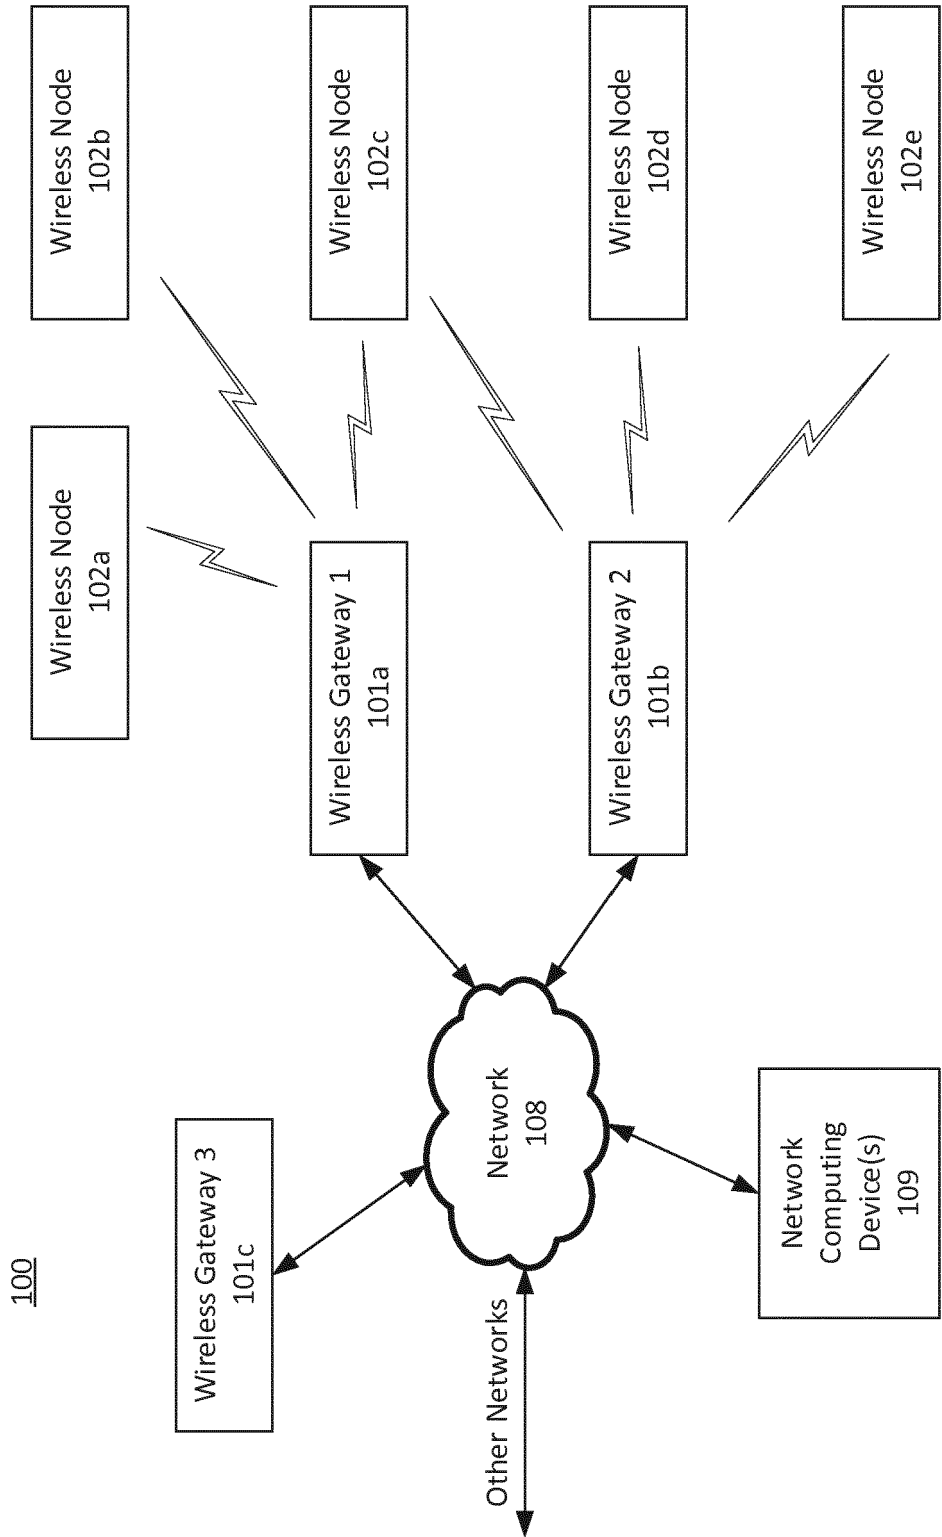 100
Wireless Node
102a
Wireless Node
102b
Wireless Gateway 3
101c
Wireless Gateway 1
101a
Wireless Node
102c
Other Networks
Network
108
Wireless Gateway 2
101b
Wireless Node
102d
Network
Computing
Device(s)
109
Wireless Node
102e